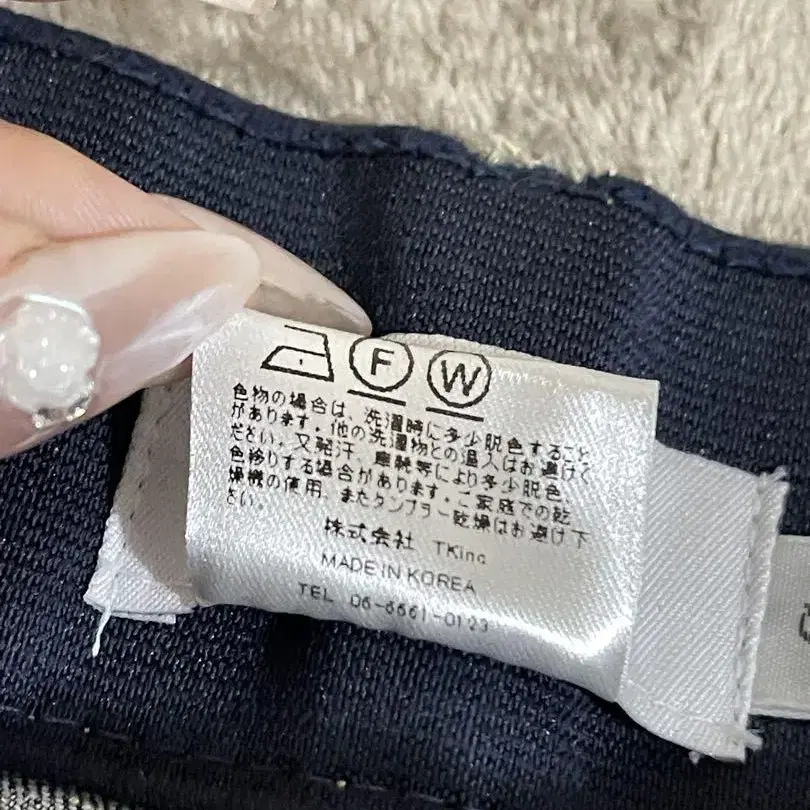 F W
色物の場合は、洗濯時に多少脱色すること
があります。他の洗濯物との混入はお避けく
ださい。又発汗、摩擦等により多少脱色、
色移りする場合があります。ご家庭での乾
燥機の使用、またタンブラー乾燥はお避け下
さい。
株式会社 TKinc
MADE IN KOREA
TEL 06-6661-0123